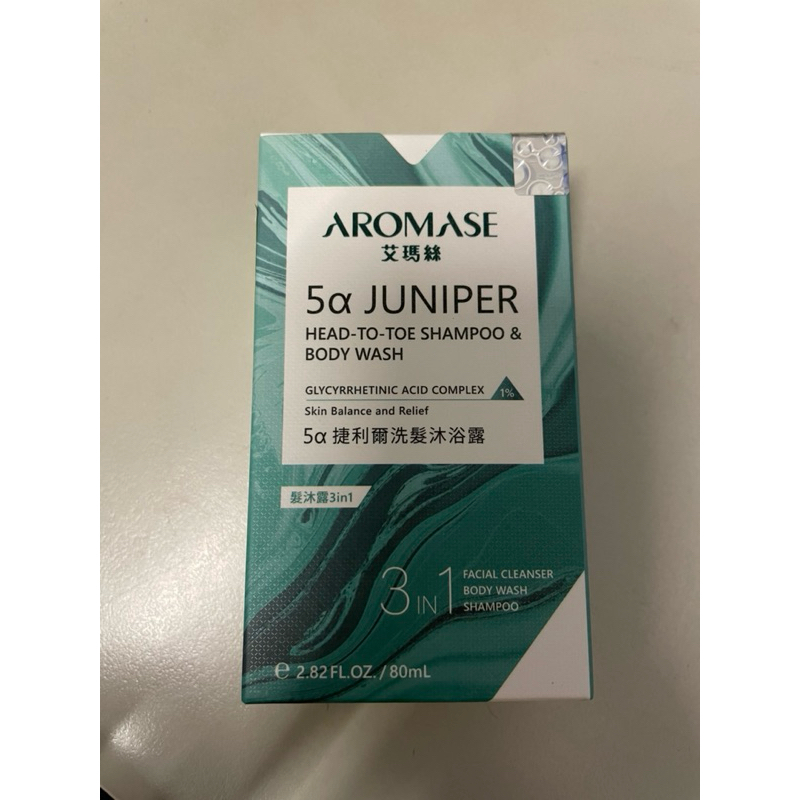 AROMASE
艾瑪絲
5α JUNIPER
HEAD-TO-TOE SHAMPOO &
BODY WASH
GLYCYRRHETINIC ACID COMPLEX 1%
Skin Balance and Relief
5α 捷利爾洗髮沐浴露
髮沐露3in1
3 IN 1
FACIAL CLEANSER
BODY WASH
SHAMPOO
℮ 2.82 FL.OZ. / 80mL